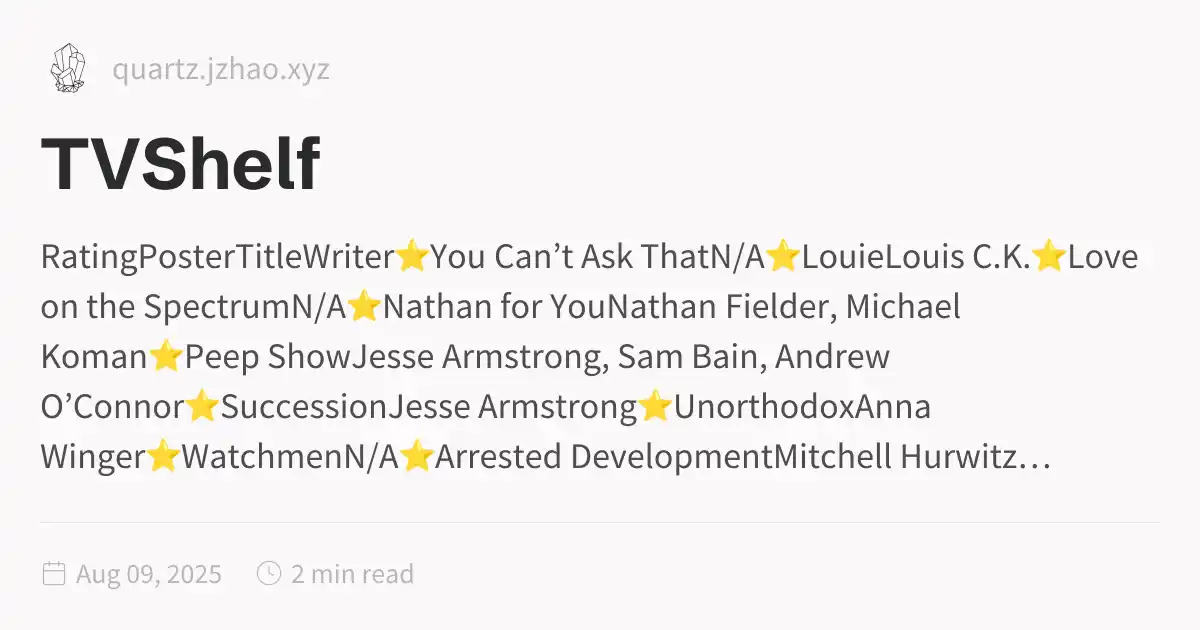 quartz.jzhao.xyz
TVShelf
RatingPosterTitleWriter⭐You Can’t Ask ThatN/A⭐LouieLouis C.K.⭐Love
on the SpectrumN/A⭐Nathan for YouNathan Fielder, Michael
Koman⭐Peep ShowJesse Armstrong, Sam Bain, Andrew
O’Connor⭐SuccessionJesse Armstrong⭐UnorthodoxAnna
Winger⭐WatchmenN/A⭐Arrested DevelopmentMitchell Hurwitz…
Aug 09, 2025 2 min read